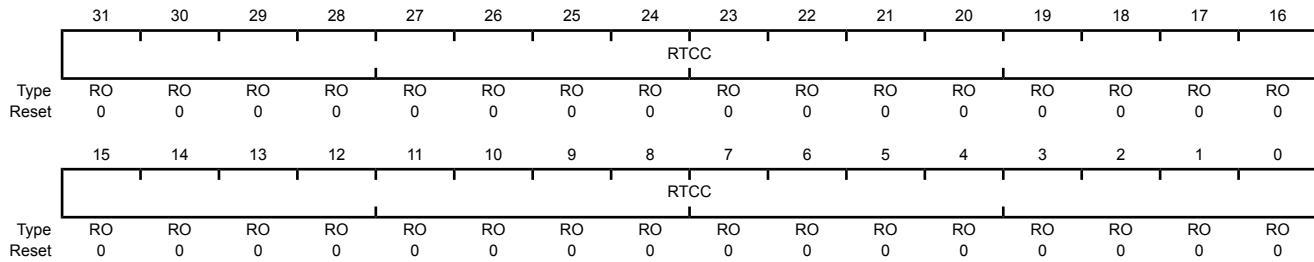 31 30 29 28 27 26 25 24 23 22 21 20 19 18 17 16
RTCC
Type RO RO RO RO RO RO RO RO RO RO RO RO RO RO RO RO
Reset 0 0 0 0 0 0 0 0 0 0 0 0 0 0 0 0
15 14 13 12 11 10 9 8 7 6 5 4 3 2 1 0
RTCC
Type RO RO RO RO RO RO RO RO RO RO RO RO RO RO RO RO
Reset 0 0 0 0 0 0 0 0 0 0 0 0 0 0 0 0